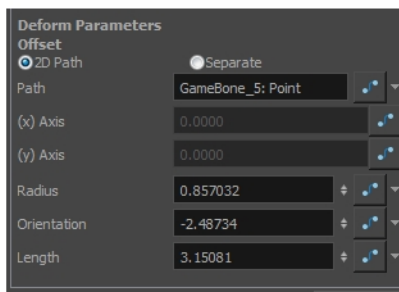 Deform Parameters
Offset
2D Path Separate
Path GameBone_5: Point
(x) Axis 0.0000
(y) Axis 0.0000
Radius 0.857032
Orientation -2.48734
Length 3.15081